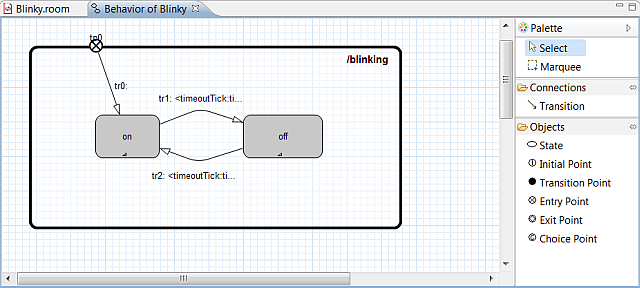 Blinky.room
Behavior of Blinky
tr0
/blinking
tr0:
tr1: <timeoutTick:ti...
on
off
tr2: <timeoutTick:ti...
Palette
Select
Marquee
Connections
Transition
Objects
State
Initial Point
Transition Point
Entry Point
Exit Point
Choice Point